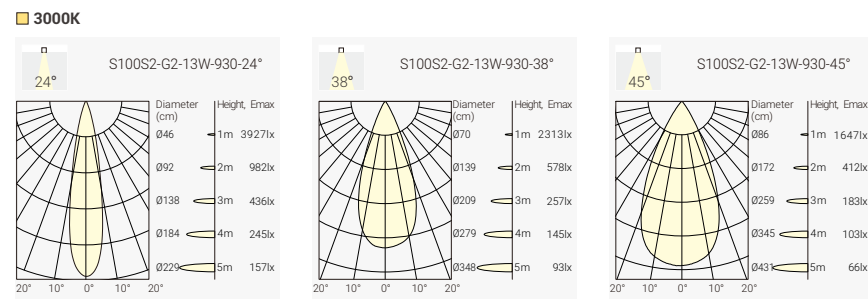 3000K
24°
S100S2-G2-13W-930-24°
Diameter (cm)
Height, Emax
Ø46 1m 3927lx
Ø92 2m 982lx
Ø138 3m 436lx
Ø184 4m 245lx
Ø229 5m 157lx
20° 10° 0° 10° 20°
38°
S100S2-G2-13W-930-38°
Diameter (cm)
Height, Emax
Ø70 1m 2313lx
Ø139 2m 578lx
Ø209 3m 257lx
Ø279 4m 145lx
Ø348 5m 93lx
20° 10° 0° 10° 20°
45°
S100S2-G2-13W-930-45°
Diameter (cm)
Height, Emax
Ø86 1m 1647lx
Ø172 2m 412lx
Ø259 3m 183lx
Ø345 4m 103lx
Ø431 5m 66lx
20° 10° 0° 10° 20°